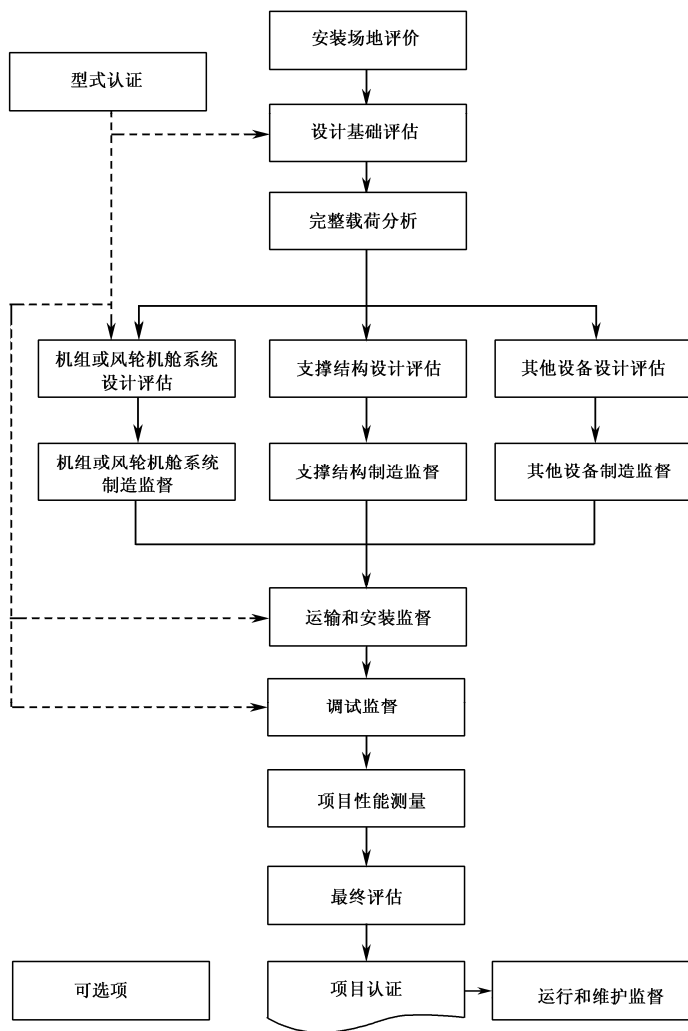 安装场地评价
型式认证
设计基础评估
完整载荷分析
机组或风轮机舱系统
设计评估
支撑结构设计评估
其他设备设计评估
机组或风轮机舱系统
制造监督
支撑结构制造监督
其他设备制造监督
运输和安装监督
调试监督
项目性能测量
最终评估
可选项
项目认证
运行和维护监督